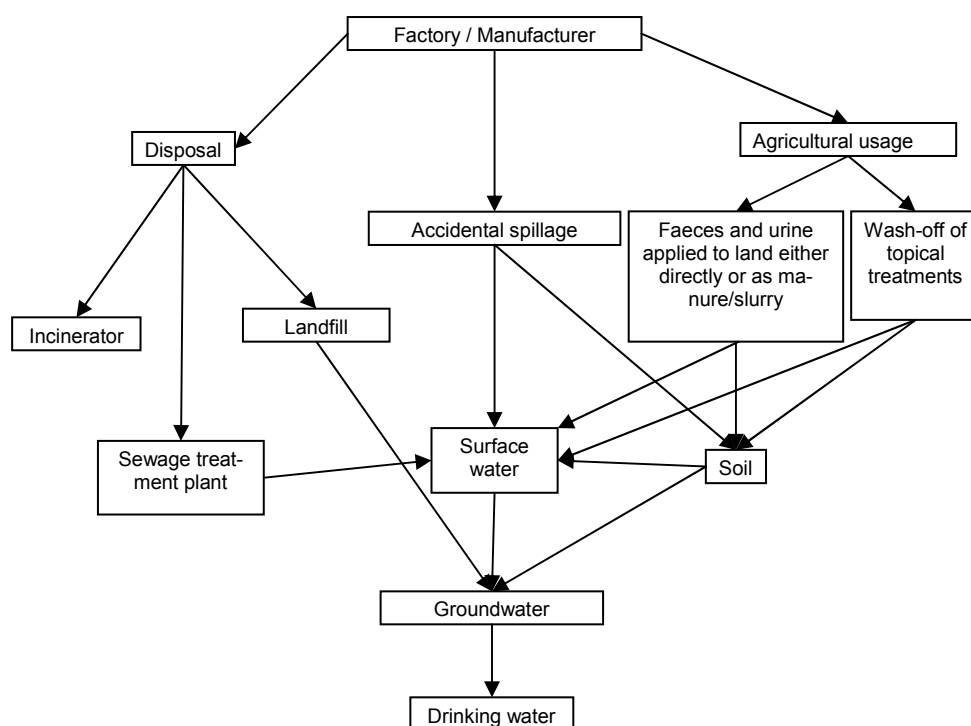 Factory / Manufacturer
Disposal
Agricultural usage
Accidental spillage
Faeces and urine
applied to land either
directly or as ma-
nure/slurry
Wash-off of
topical
treatments
Incinerator
Landfill
Sewage treat-
ment plant
Surface
water
Soil
Groundwater
Drinking water